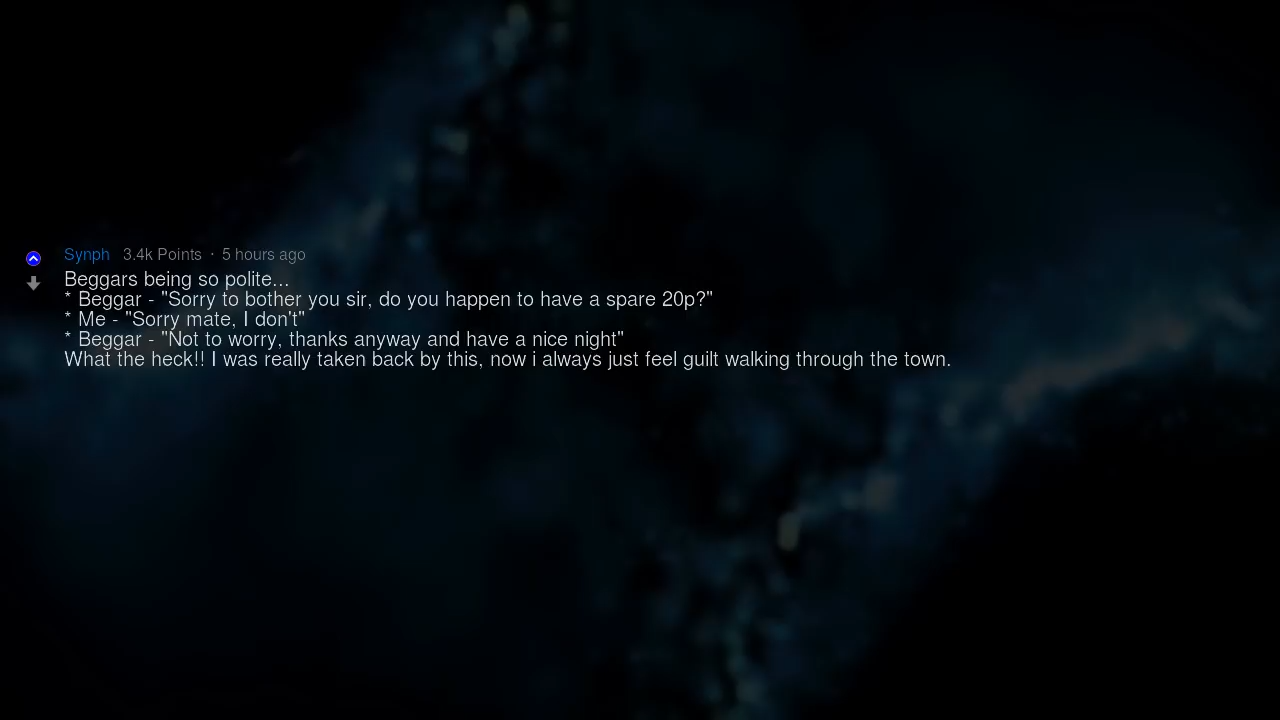 Synph 3.4k Points · 5 hours ago
Beggars being so polite...
* Beggar - "Sorry to bother you sir, do you happen to have a spare 20p?"
* Me - "Sorry mate, I don't"
* Beggar - "Not to worry, thanks anyway and have a nice night"
What the heck!! I was really taken back by this, now i always just feel guilt walking through the town.